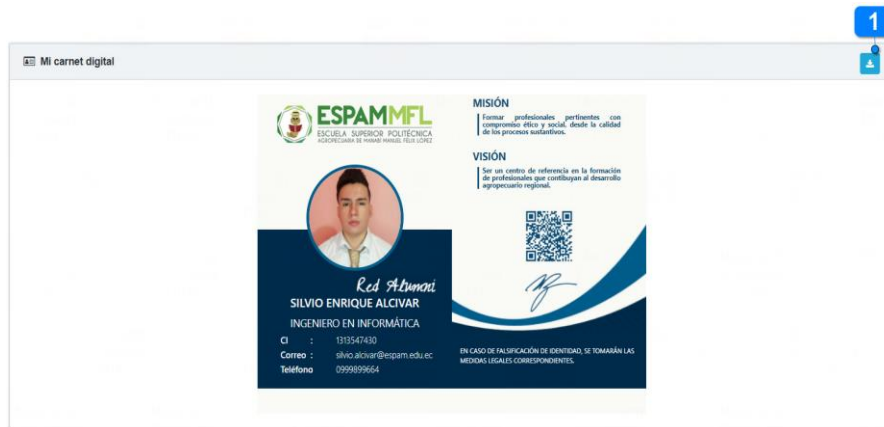 1
Mi carnet digital
ESPAMMFL
ESCUELA SUPERIOR POLITÉCNICA
AGROPECUARIA DE MANABÍ MANUEL FÉLIX LÓPEZ
Red Alumni
SILVIO ENRIQUE ALCIVAR
INGENIERO EN INFORMÁTICA
CI : 1313547430
Correo : silvio.alcivar@espam.edu.ec
Teléfono 0999899664
MISIÓN
Formar profesionales pertinentes con
compromiso ético y social, desde la calidad
de los procesos sustantivos.
VISIÓN
Ser un centro de referencia en la formación
de profesionales que contibuyan al desarrollo
agropecuario regional.
EN CASO DE FALSIFICACIÓN DE IDENTIDAD, SE TOMARÁN LAS
MEDIDAS LEGALES CORRESPONDIENTES.